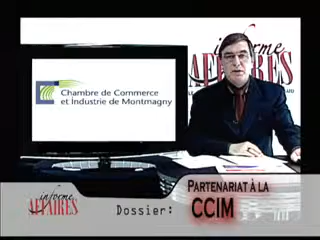 informe
AFFAIRES
Chambre de Commerce
et Industrie de Montmagny
PARTENARIAT À LA
informe
AFFAIRES
Dossier:
CCIM